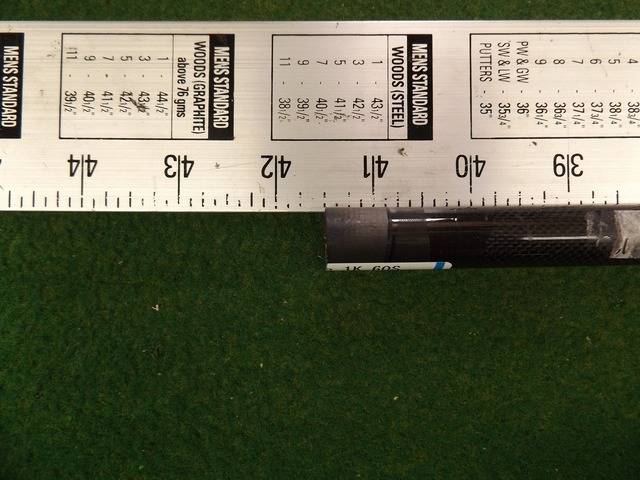 MENS STANDARD
MENS STANDARD
WOODS (GRAPHITE)
above 76 gms
1 - 44½"
3 - 43½"
5 - 42½"
7 - 41½"
9 - 40½"
11 - 39½"
MENS STANDARD
WOODS (STEEL)
1 - 43½"
3 - 42½"
5 - 41½"
7 - 40½"
9 - 39½"
11 - 38½"
4 - 38¾
5 - 38¼
6 - 37¾"
7 - 37¼"
8 - 36¾"
9 - 36¼"
PW & GW - 36"
SW & LW - 35¾"
PUTTERS - 35"
44 43 42 41 40 39